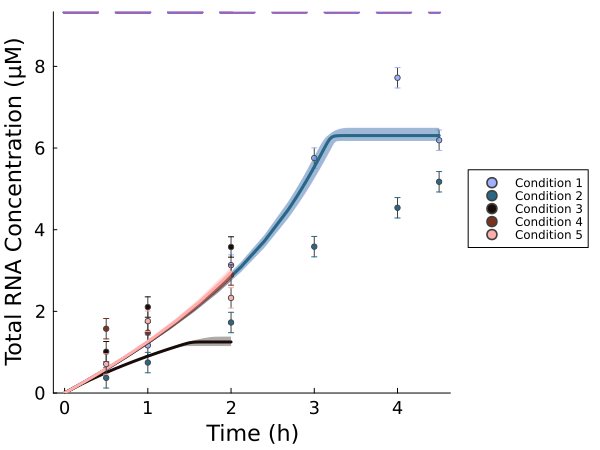 Total RNA Concentration (μM)
8
6
4
2
0
0 1 2 3 4
Time (h)
Condition 1
Condition 2
Condition 3
Condition 4
Condition 5